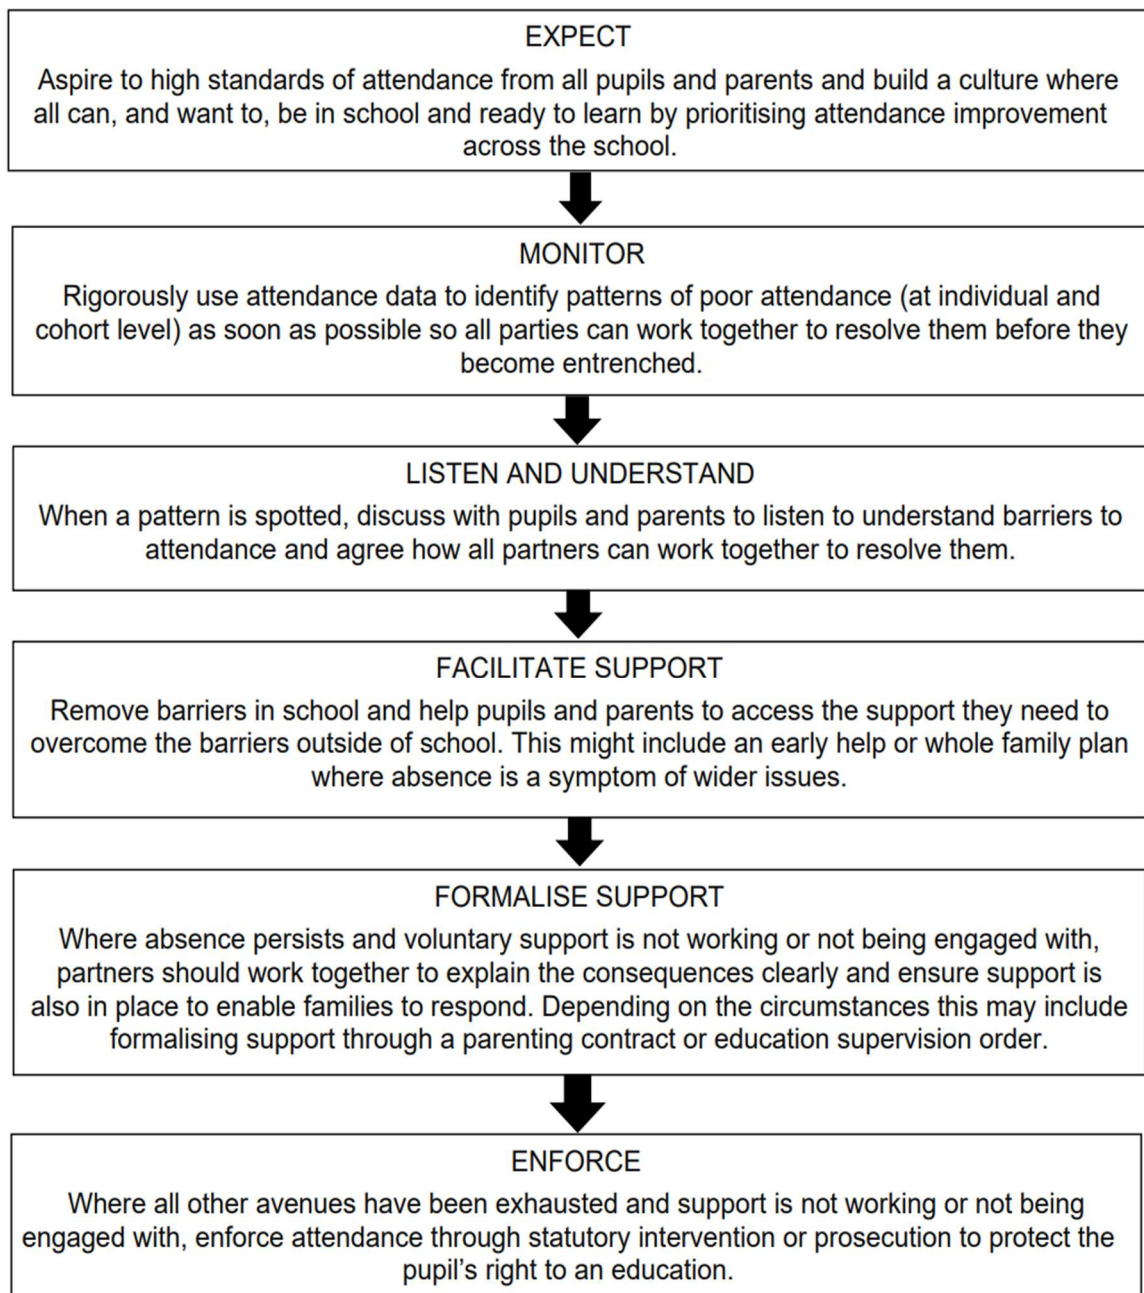 EXPECT
Aspire to high standards of attendance from all pupils and parents and build a culture where
all can, and want to, be in school and ready to learn by prioritising attendance improvement
across the school.
MONITOR
Rigorously use attendance data to identify patterns of poor attendance (at individual and
cohort level) as soon as possible so all parties can work together to resolve them before they
become entrenched.
LISTEN AND UNDERSTAND
When a pattern is spotted, discuss with pupils and parents to listen to understand barriers to
attendance and agree how all partners can work together to resolve them.
FACILITATE SUPPORT
Remove barriers in school and help pupils and parents to access the support they need to
overcome the barriers outside of school. This might include an early help or whole family plan
where absence is a symptom of wider issues.
FORMALISE SUPPORT
Where absence persists and voluntary support is not working or not being engaged with,
partners should work together to explain the consequences clearly and ensure support is
also in place to enable families to respond. Depending on the circumstances this may include
formalising support through a parenting contract or education supervision order.
ENFORCE
Where all other avenues have been exhausted and support is not working or not being
engaged with, enforce attendance through statutory intervention or prosecution to protect the
pupil’s right to an education.